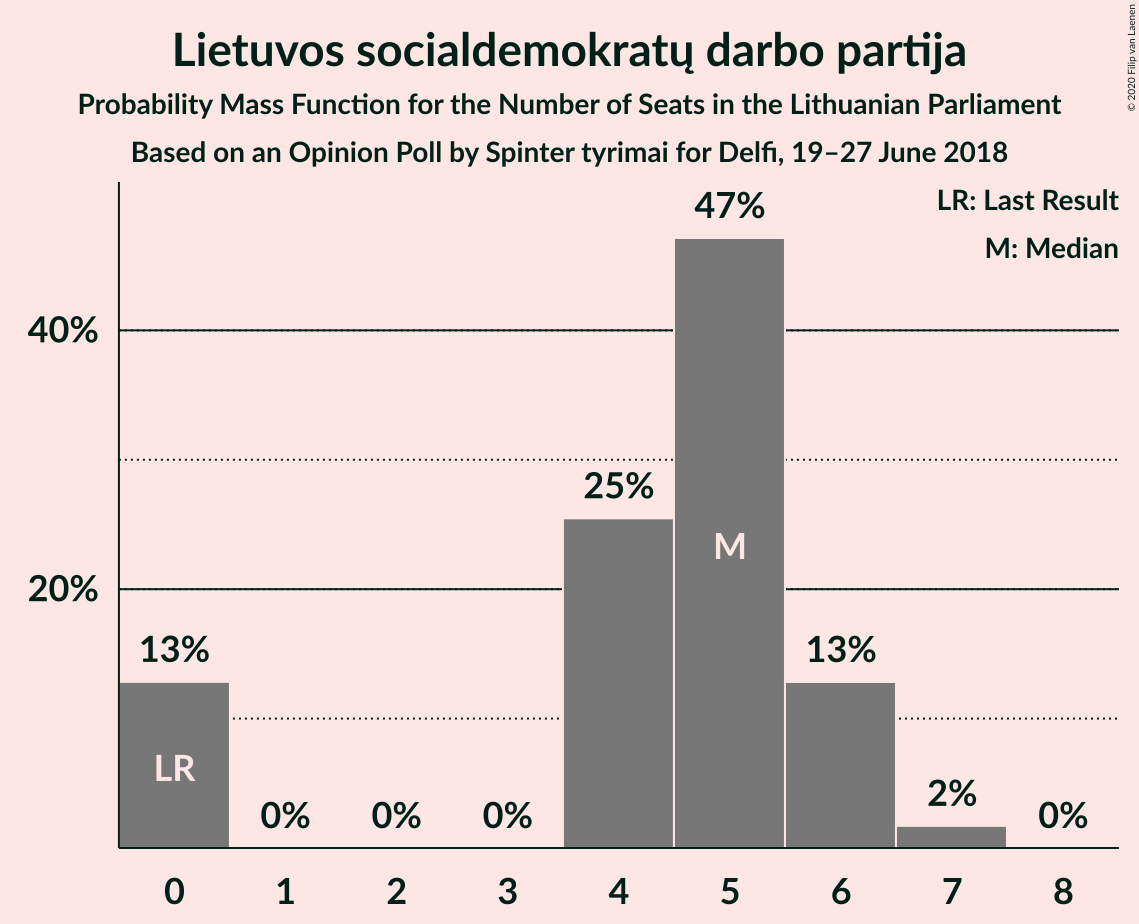 Lietuvos socialdemokratų darbo partija
Probability Mass Function for the Number of Seats in the Lithuanian Parliament
Based on an Opinion Poll by Spinter tyrimai for Delfi, 19–27 June 2018
© 2020 Filip van Laenen
LR: Last Result
M: Median
47%
40%
25%
M
20%
13%
13%
LR
2%
0%
0%
0%
0%
0 1 2 3 4 5 6 7 8